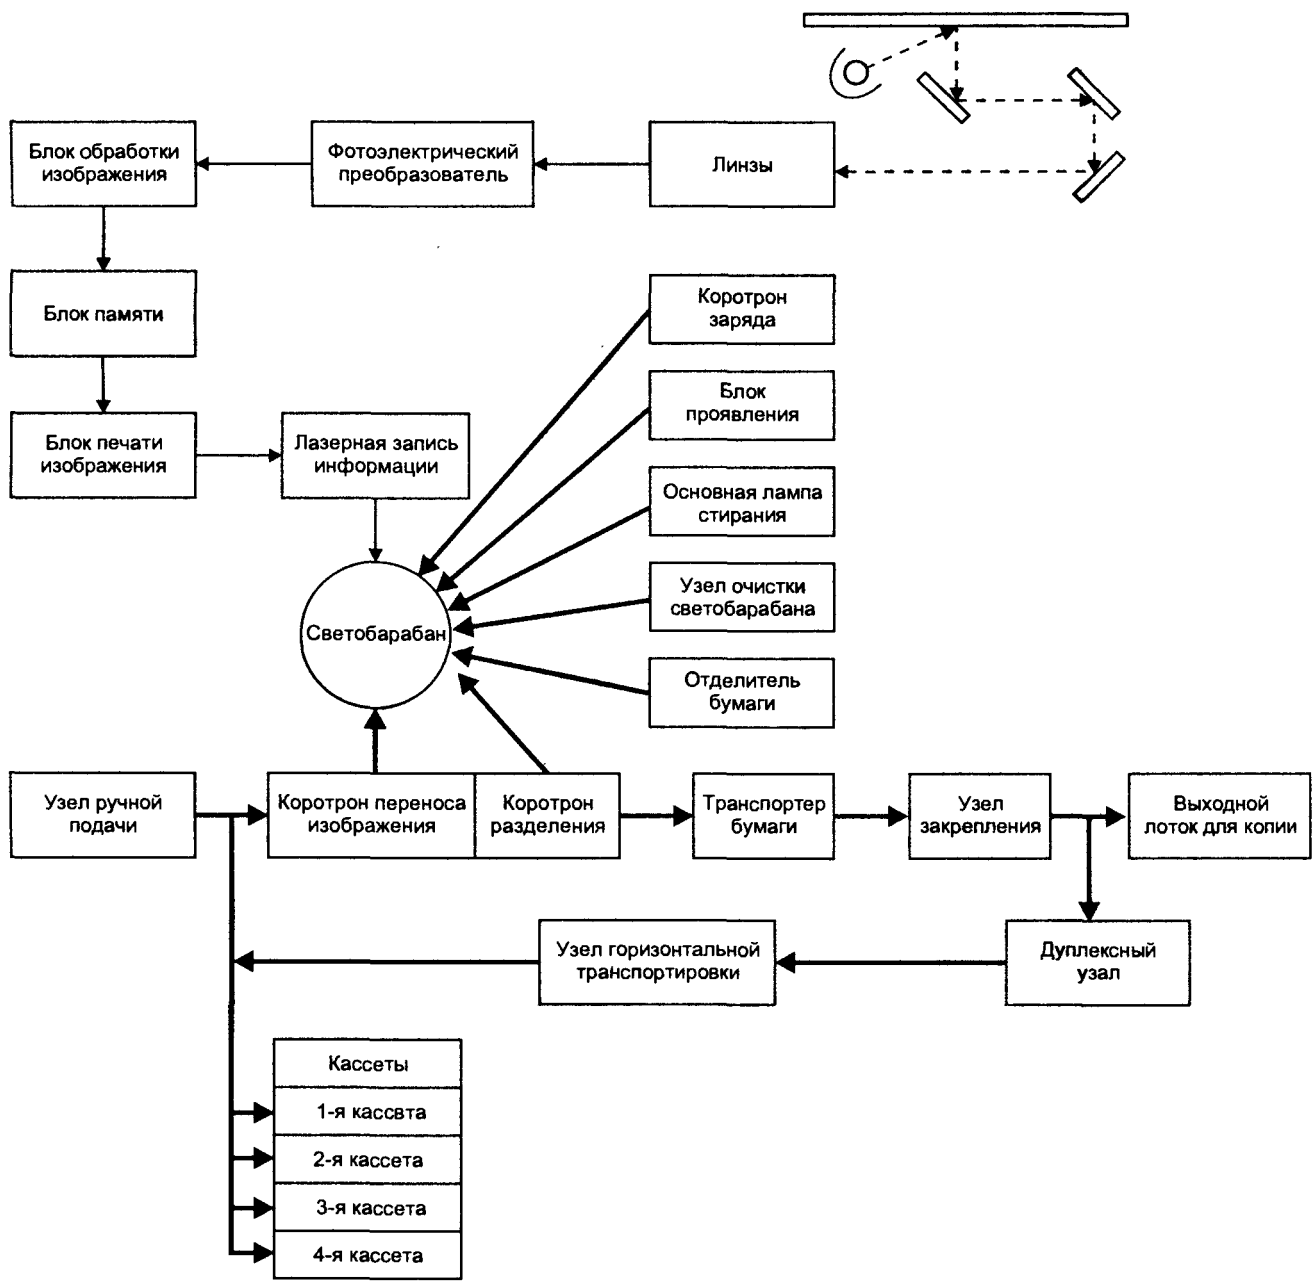 Блок обработки
изображения
Фотоэлектрический
преобразователь
Линзы
Блок памяти
Коротрон
заряда
Блок
проявления
Блок печати
изображения
Лазерная запись
информации
Основная лампа
стирания
Узел очистки
светобарабана
Светобарабан
Отделитель
бумаги
Узел ручной
подачи
Коротрон переноса
изображения
Коротрон
разделения
Транспортер
бумаги
Узел
закрепления
Выходной
лоток для копии
Узел горизонтальной
транспортировки
Дуплексный
узал
Кассеты
1-я кассвта
2-я кассета
3-я кассета
4-я кассета